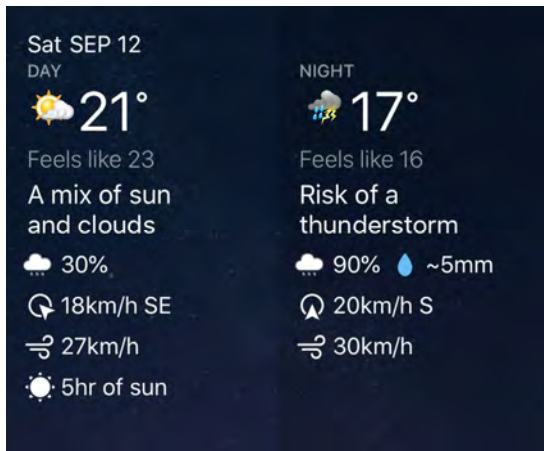 Sat SEP 12
DAY
21°
Feels like 23
A mix of sun
and clouds
30%
18km/h SE
27km/h
5hr of sun
NIGHT
17°
Feels like 16
Risk of a
thunderstorm
90% ~5mm
20km/h S
30km/h